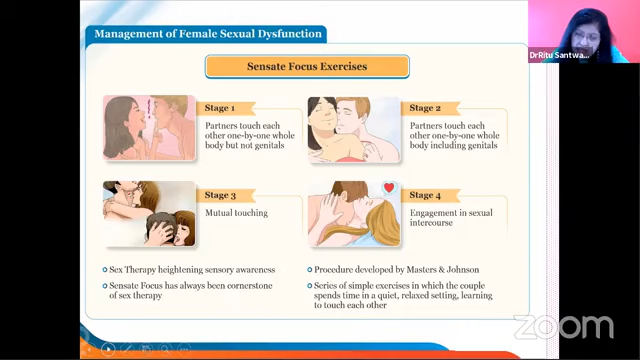 Management of Female Sexual Dysfunction
DrRitu Santwa...
Sensate Focus Exercises
Stage 1
Partners touch each
other one-by-one whole
body but not genitals
Stage 2
Partners touch each
other one-by-one whole
body including genitals
Stage 3
Mutual touching
Stage 4
Engagement in sexual
intercourse
Sex Therapy heightening sensory awareness
Sensate Focus has always been cornerstone
of sex therapy
Procedure developed by Masters & Johnson
Series of simple exercises in which the couple
spends time in a quiet, relaxed setting, learning
to touch each other
zoom